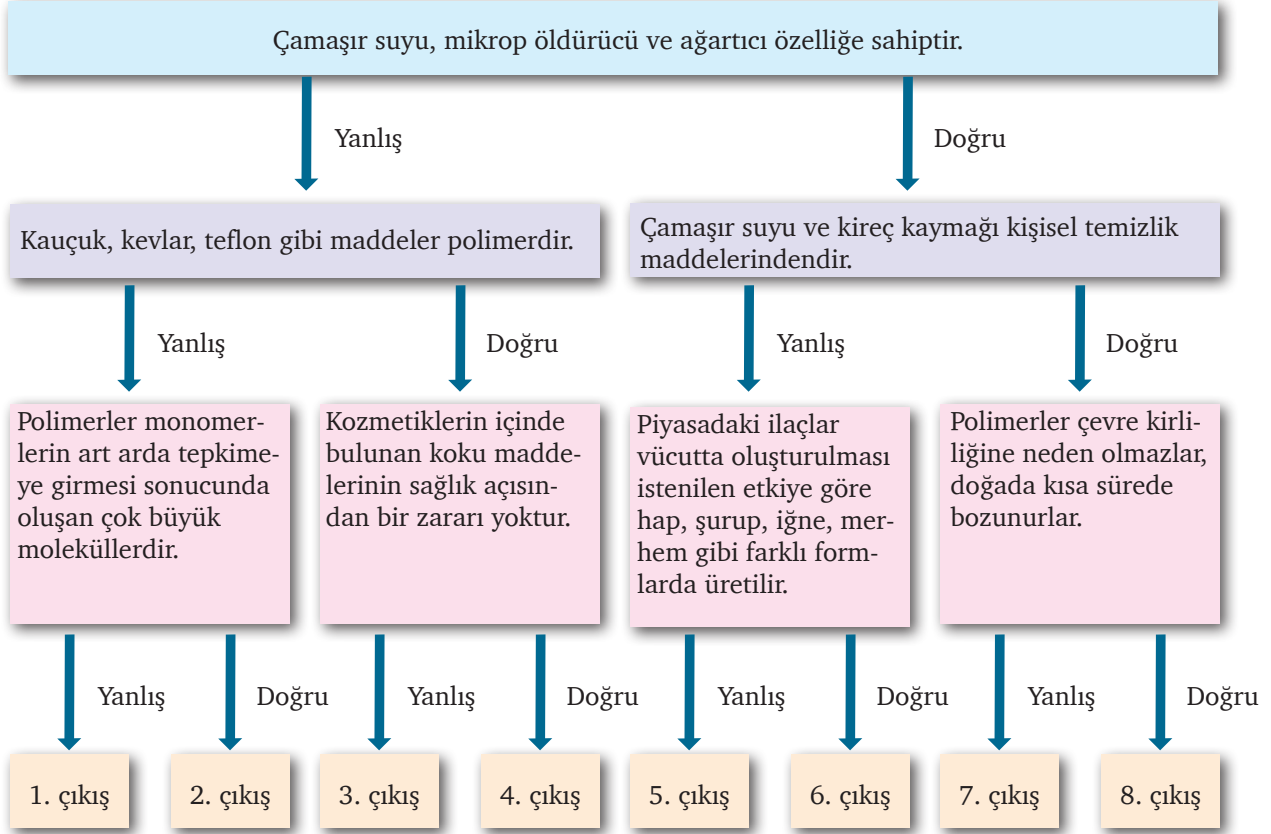 Çamaşır suyu, mikrop öldürücü ve ağartıcı özelliğe sahiptir.
Yanlış
Doğru
Kauçuk, kevlar, teflon gibi maddeler polimerdir.
Çamaşır suyu ve kireç kaymağı kişisel temizlik
maddelerindendir.
Yanlış
Doğru
Yanlış
Doğru
Polimerler monomer-
lerin art arda tepkime-
ye girmesi sonucunda
oluşan çok büyük
moleküllerdir.
Kozmetiklerin içinde
bulunan koku madde-
lerinin sağlık açısın-
dan bir zararı yoktur.
Piyasadaki ilaçlar
vücutta oluşturulması
istenilen etkiye göre
hap, şurup, iğne, mer-
hem gibi farklı form-
larda üretilir.
Polimerler çevre kirli-
liğine neden olmazlar,
doğada kısa sürede
bozunurlar.
Yanlış
Doğru
Yanlış
Doğru
Yanlış
Doğru
Yanlış
Doğru
1. çıkış
2. çıkış
3. çıkış
4. çıkış
5. çıkış
6. çıkış
7. çıkış
8. çıkış